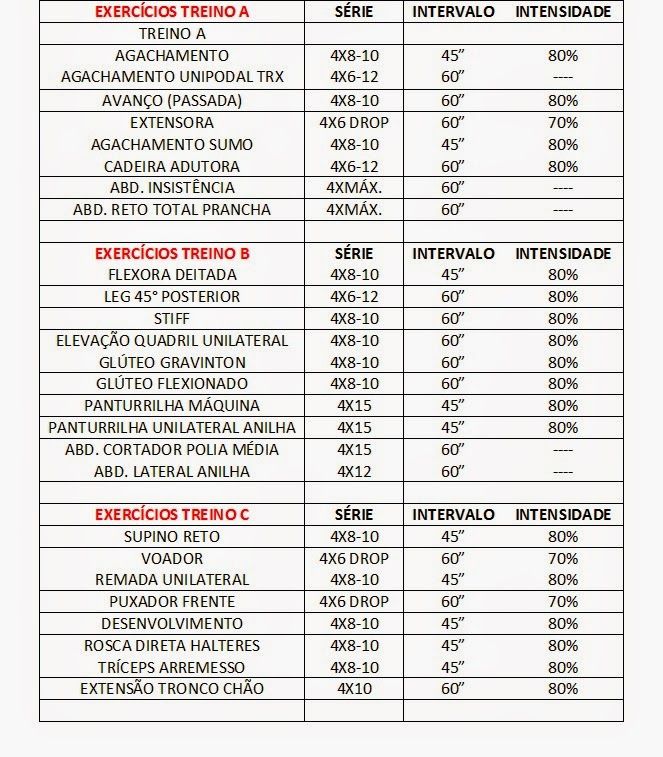 EXERCÍCIOS TREINO A SÉRIE INTERVALO INTENSIDADE
TREINO A
AGACHAMENTO 4X8-10 45” 80%
AGACHAMENTO UNIPODAL TRX 4X6-12 60” ----
AVANÇO (PASSADA) 4X8-10 60” 80%
EXTENSORA 4X6 DROP 60” 70%
AGACHAMENTO SUMO 4X8-10 45” 80%
CADEIRA ADUTORA 4X6-12 60” 80%
ABD. INSISTÊNCIA 4XMÁX. 60” ----
ABD. RETO TOTAL PRANCHA 4XMÁX. 60” ----
EXERCÍCIOS TREINO B SÉRIE INTERVALO INTENSIDADE
FLEXORA DEITADA 4X8-10 45” 80%
LEG 45° POSTERIOR 4X6-12 60” 80%
STIFF 4X8-10 60” 80%
ELEVAÇÃO QUADRIL UNILATERAL 4X8-10 60” 80%
GLÚTEO GRAVINTON 4X8-10 60” 80%
GLÚTEO FLEXIONADO 4X8-10 60” 80%
PANTURRILHA MÁQUINA 4X15 45” 80%
PANTURRILHA UNILATERAL ANILHA 4X15 45” 80%
ABD. CORTADOR POLIA MÉDIA 4X15 60” ----
ABD. LATERAL ANILHA 4X12 60” ----
EXERCÍCIOS TREINO C SÉRIE INTERVALO INTENSIDADE
SUPINO RETO 4X8-10 45” 80%
VOADOR 4X6 DROP 60” 70%
REMADA UNILATERAL 4X8-10 45” 80%
PUXADOR FRENTE 4X6 DROP 60” 70%
DESENVOLVIMENTO 4X8-10 45” 80%
ROSCA DIRETA HALTERES 4X8-10 45” 80%
TRÍCEPS ARREMESSO 4X8-10 45” 80%
EXTENSÃO TRONCO CHÃO 4X10 60” 80%